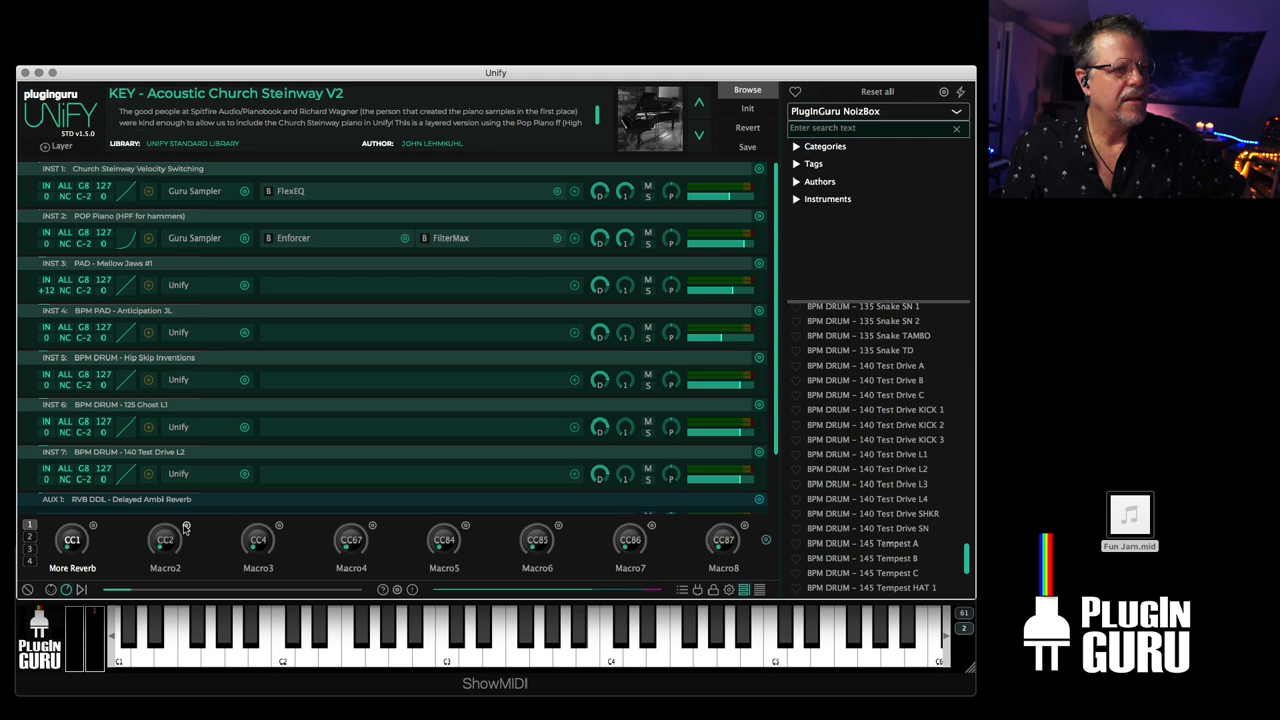 Unify
pluginguru
UNiFY
STD v1.5.0
Layer
KEY - Acoustic Church Steinway V2
The good people at Spitfire Audio/Pianobook and Richard Wagner (the person that created the piano samples in the first place)
were kind enough to allow us to include the Church Steinway piano in Unify! This is a layered version using the Pop Piano ff (High
LIBRARY: UNIFY STANDARD LIBRARY AUTHOR: JOHN LEHMKUHL
Browse
Init
Revert
Save
Reset all
PlugInGuru NoizBox
Enter search text
Categories
Tags
Authors
Instruments
INST 1: Church Steinway Velocity Switching
IN ALL G8 127
0 NC C-2 0
Guru Sampler B FlexEQ D 1 M S P
INST 2: POP Piano (HPF for hammers)
IN ALL G8 127
0 NC C-2 0
Guru Sampler B Enforcer B FilterMax D 1 M S P
INST 3: PAD - Mellow Jaws #1
IN ALL G8 127
+12 NC C-2 0
Unify D 1 M S P
INST 4: BPM PAD - Anticipation JL
IN ALL G8 127
0 NC C-2 0
Unify D 1 M S P
INST 5: BPM DRUM - Hip Skip Inventions
IN ALL G8 127
0 NC C-2 0
Unify D 1 M S P
INST 6: BPM DRUM - 125 Ghost L1
IN ALL G8 127
0 NC C-2 0
Unify D 1 M S P
INST 7: BPM DRUM - 140 Test Drive L2
IN ALL G8 127
0 NC C-2 0
Unify D 1 M S P
AUX 1: RVB DDL - Delayed Ambi Reverb
BPM DRUM - 135 Snake SN 1
BPM DRUM - 135 Snake SN 2
BPM DRUM - 135 Snake TAMBO
BPM DRUM - 135 Snake TD
BPM DRUM - 140 Test Drive A
BPM DRUM - 140 Test Drive B
BPM DRUM - 140 Test Drive C
BPM DRUM - 140 Test Drive KICK 1
BPM DRUM - 140 Test Drive KICK 2
BPM DRUM - 140 Test Drive KICK 3
BPM DRUM - 140 Test Drive L1
BPM DRUM - 140 Test Drive L2
BPM DRUM - 140 Test Drive L3
BPM DRUM - 140 Test Drive L4
BPM DRUM - 140 Test Drive SHKR
BPM DRUM - 140 Test Drive SN
BPM DRUM - 145 Tempest A
BPM DRUM - 145 Tempest B
BPM DRUM - 145 Tempest C
BPM DRUM - 145 Tempest HAT 1
1
2
3
4
CC1 CC2 CC4 CC67 CC84 CC85 CC86 CC87
More Reverb Macro2 Macro3 Macro4 Macro5 Macro6 Macro7 Macro8
PLUGIN
GURU
1
C1 C2 C3 C4 C5 C6
61
2
ShowMIDI
Fun Jam.mid
PLUGIN
GURU